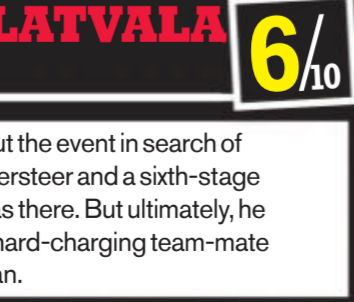 LATVALA
6/10
ut the event in search of
ersteer and a sixth-stage
as there. But ultimately, he
hard-charging team-mate
an.